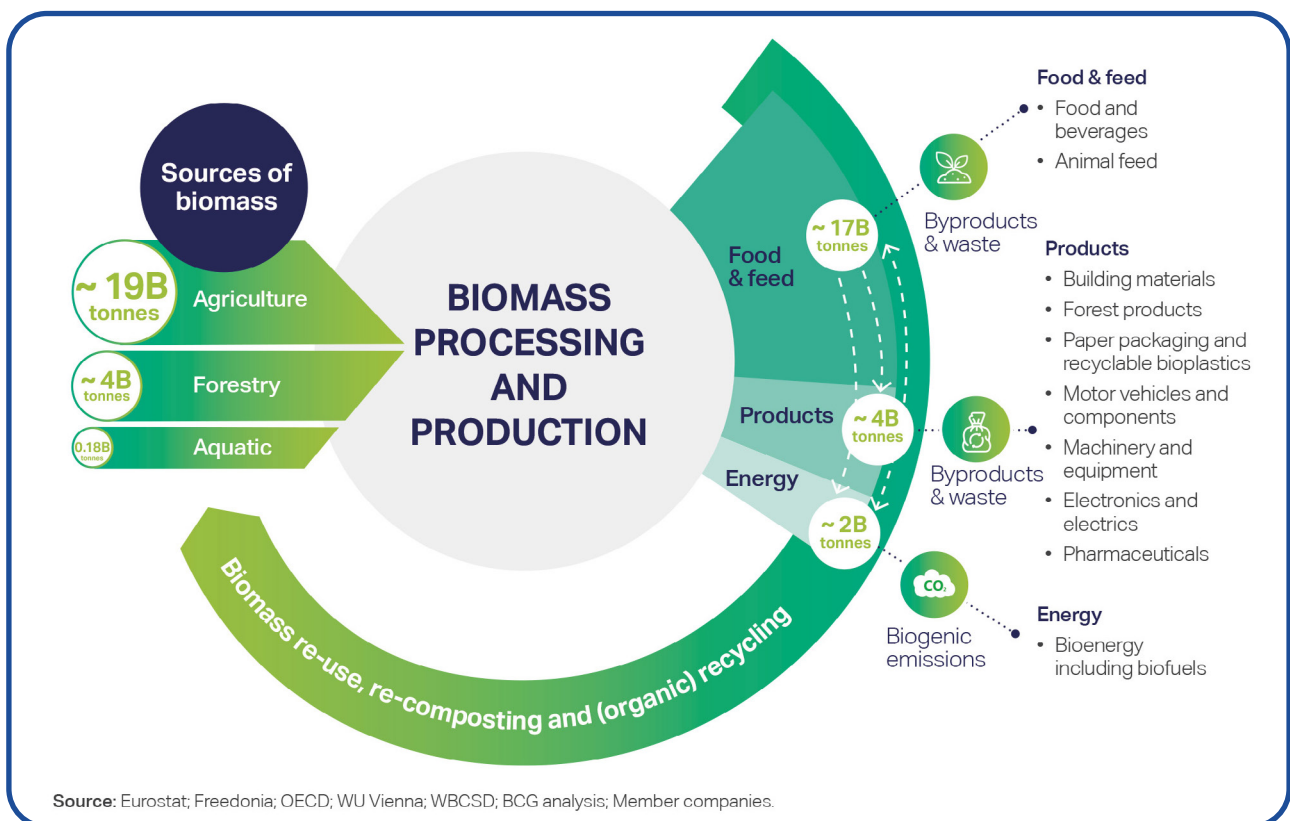 Sources of
biomass
~ 19B
tonnes
Agriculture
~ 4B
tonnes
Forestry
0.18B
tonnes
Aquatic
BIOMASS
PROCESSING
AND
PRODUCTION
Food
& feed
~ 17B
tonnes
Products
~ 4B
tonnes
Energy
~ 2B
tonnes
Byproducts
& waste
Byproducts
& waste
CO₂
Biogenic
emissions
Food & feed
• Food and
beverages
• Animal feed
Products
• Building materials
• Forest products
• Paper packaging and
recyclable bioplastics
• Motor vehicles and
components
• Machinery and
equipment
• Electronics and
electrics
• Pharmaceuticals
Energy
• Bioenergy
including biofuels
Biomass re-use, re-composting and (organic) recycling
Source: Eurostat; Freedonia; OECD; WU Vienna; WBCSD; BCG analysis; Member companies.